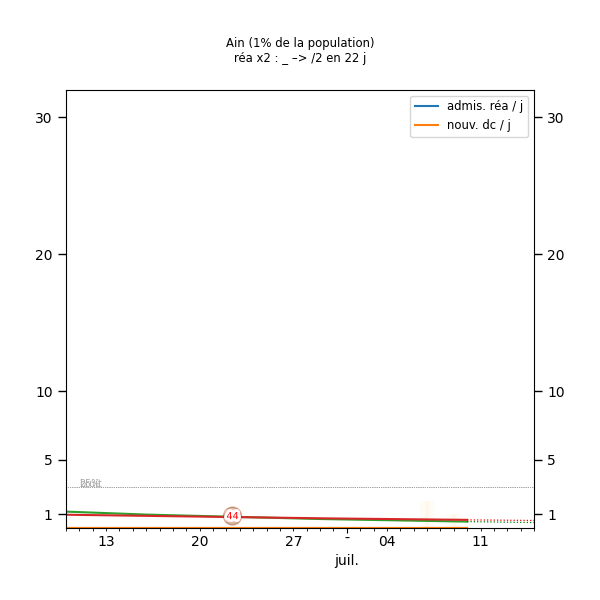 Ain (1% de la population)
réa x2 : _ –> /2 en 22 j
admis. réa / j
nouv. dc / j
30 30
20 20
10 10
5 5
44
1 1
13 20 27 - 04 11
juil.